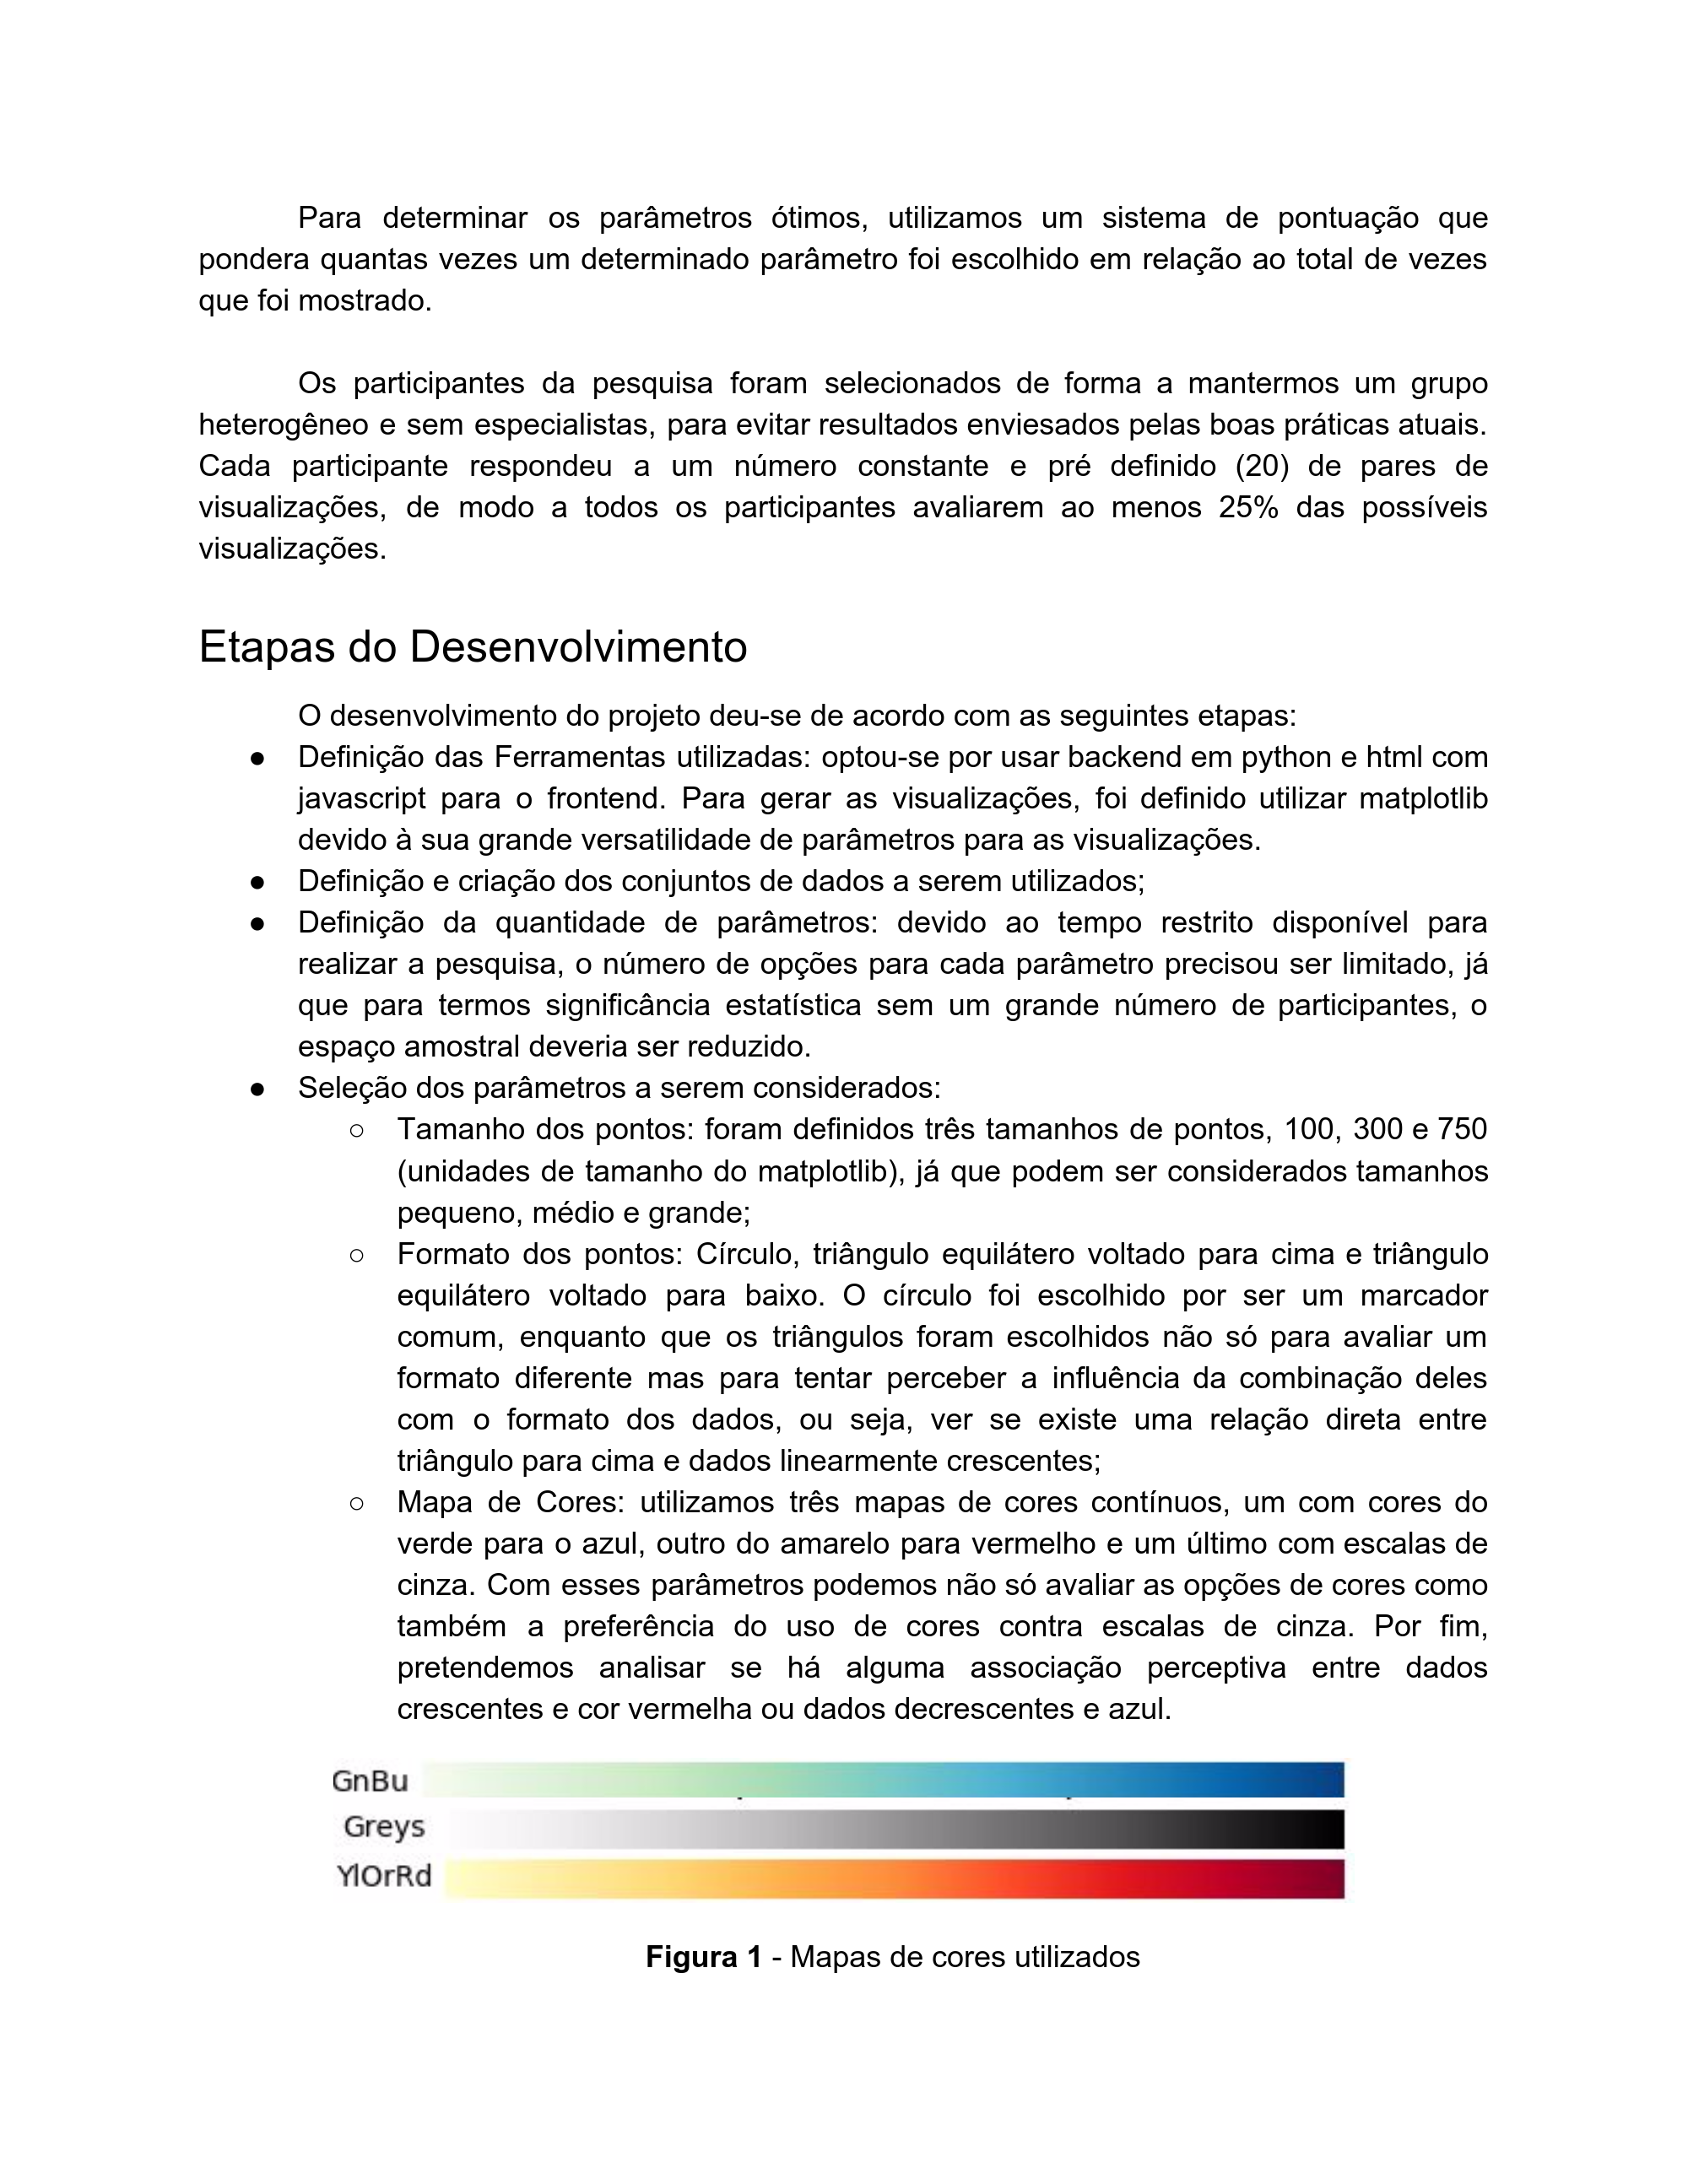 Para determinar os parâmetros ótimos, utilizamos um sistema de pontuação que
pondera quantas vezes um determinado parâmetro foi escolhido em relação ao total de vezes
que foi mostrado.
Os participantes da pesquisa foram selecionados de forma a mantermos um grupo
heterogêneo e sem especialistas, para evitar resultados enviesados pelas boas práticas atuais.
Cada participante respondeu a um número constante e pré definido (20) de pares de
visualizações, de modo a todos os participantes avaliarem ao menos 25% das possíveis
visualizações.
Etapas do Desenvolvimento
O desenvolvimento do projeto deu-se de acordo com as seguintes etapas:
● Definição das Ferramentas utilizadas: optou-se por usar backend em python e html com
javascript para o frontend. Para gerar as visualizações, foi definido utilizar matplotlib
devido à sua grande versatilidade de parâmetros para as visualizações.
● Definição e criação dos conjuntos de dados a serem utilizados;
● Definição da quantidade de parâmetros: devido ao tempo restrito disponível para
realizar a pesquisa, o número de opções para cada parâmetro precisou ser limitado, já
que para termos significância estatística sem um grande número de participantes, o
espaço amostral deveria ser reduzido.
● Seleção dos parâmetros a serem considerados:
○ Tamanho dos pontos: foram definidos três tamanhos de pontos, 100, 300 e 750
(unidades de tamanho do matplotlib), já que podem ser considerados tamanhos
pequeno, médio e grande;
○ Formato dos pontos: Círculo, triângulo equilátero voltado para cima e triângulo
equilátero voltado para baixo. O círculo foi escolhido por ser um marcador
comum, enquanto que os triângulos foram escolhidos não só para avaliar um
formato diferente mas para tentar perceber a influência da combinação deles
com o formato dos dados, ou seja, ver se existe uma relação direta entre
triângulo para cima e dados linearmente crescentes;
○ Mapa de Cores: utilizamos três mapas de cores contínuos, um com cores do
verde para o azul, outro do amarelo para vermelho e um último com escalas de
cinza. Com esses parâmetros podemos não só avaliar as opções de cores como
também a preferência do uso de cores contra escalas de cinza. Por fim,
pretendemos analisar se há alguma associação perceptiva entre dados
crescentes e cor vermelha ou dados decrescentes e azul.
GnBu
Greys
YlOrRd
Figura 1 - Mapas de cores utilizados